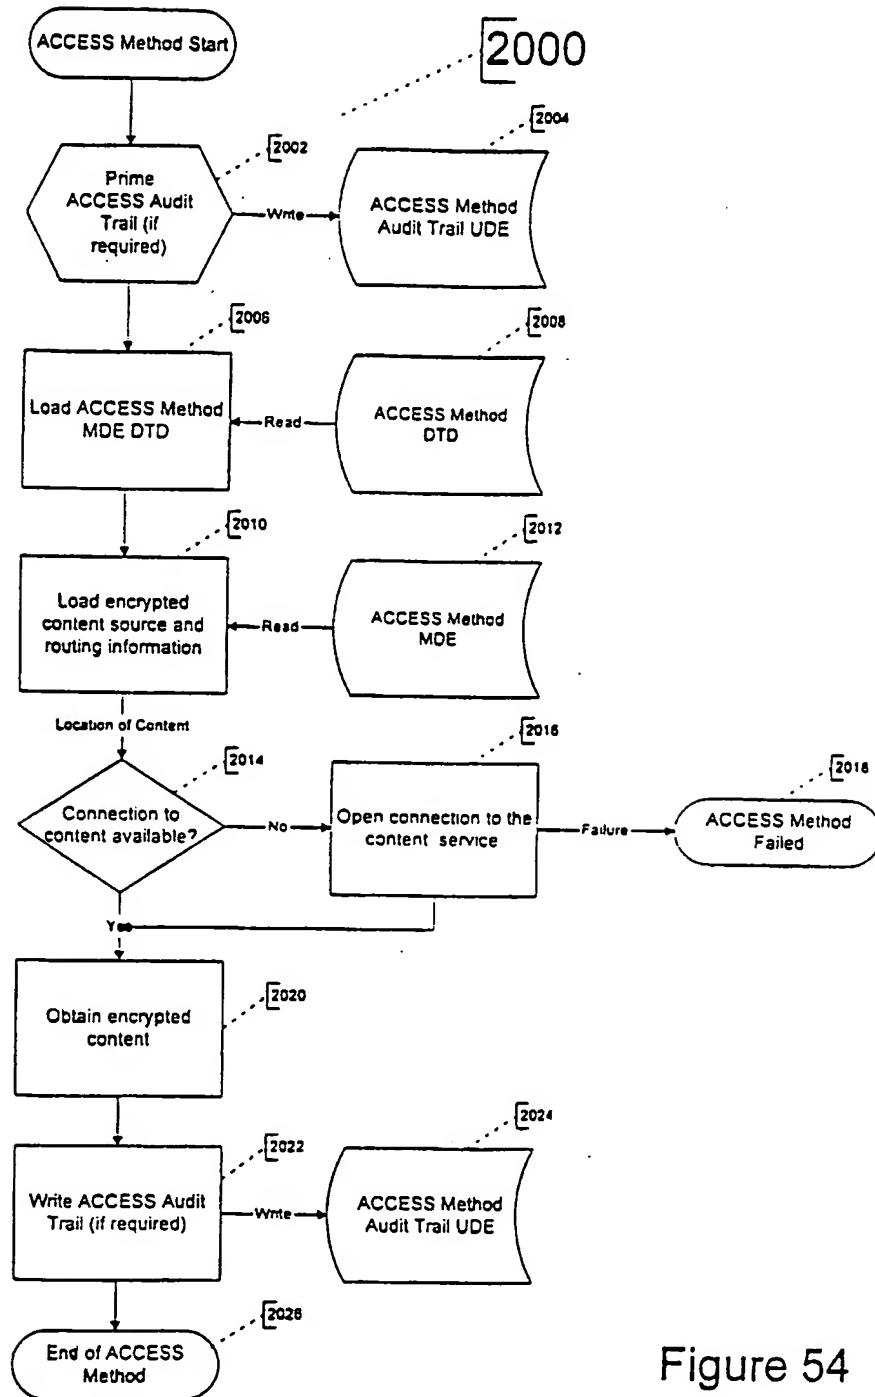 ACCESS Method Start
2000
2002
2004
Prime
ACCESS Audit
Trail (if
required)
Write
ACCESS Method
Audit Trail UDE
2006
2008
Load ACCESS Method
MDE DTD
Read
ACCESS Method
DTD
2010
2012
Load encrypted
content source and
routing information
Read
ACCESS Method
MDE
Location of Content
2014
2016
2018
Connection to
content available?
No
Open connection to the
content service
Failure
ACCESS Method
Failed
Y
2020
Obtain encrypted
content
2022
2024
Write ACCESS Audit
Trail (if required)
Write
ACCESS Method
Audit Trail UDE
2026
End of ACCESS
Method
Figure 54